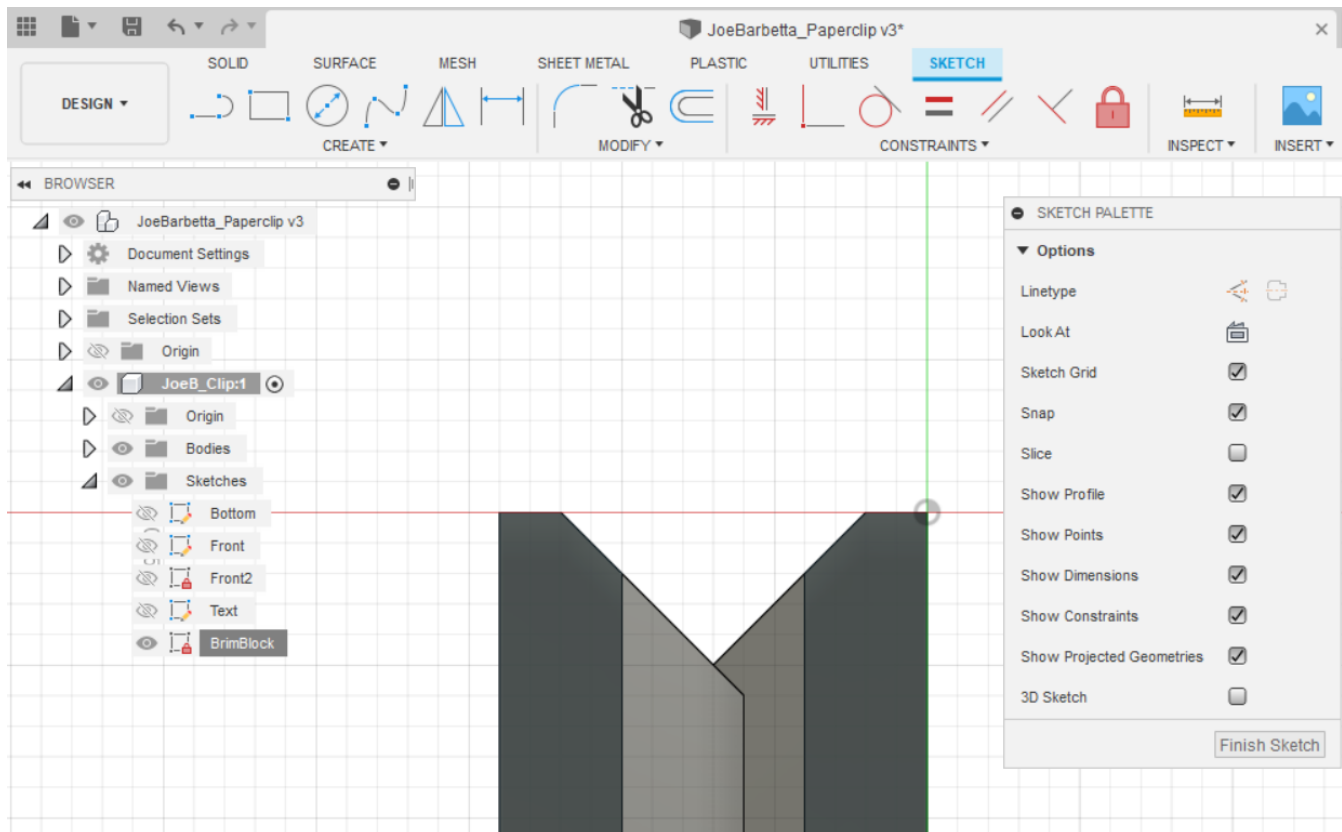 JoeBarbetta_Paperclip v3*
SOLID SURFACE MESH SHEET METAL PLASTIC UTILITIES SKETCH
DESIGN
CREATE MODIFY CONSTRAINTS INSPECT INSERT
BROWSER
JoeBarbetta_Paperclip v3
Document Settings
Named Views
Selection Sets
Origin
JoeB_Clip:1
Origin
Bodies
Sketches
Bottom
Front
Front2
Text
BrimBlock
SKETCH PALETTE
Options
Linetype
Look At
Sketch Grid
Snap
Slice
Show Profile
Show Points
Show Dimensions
Show Constraints
Show Projected Geometries
3D Sketch
Finish Sketch